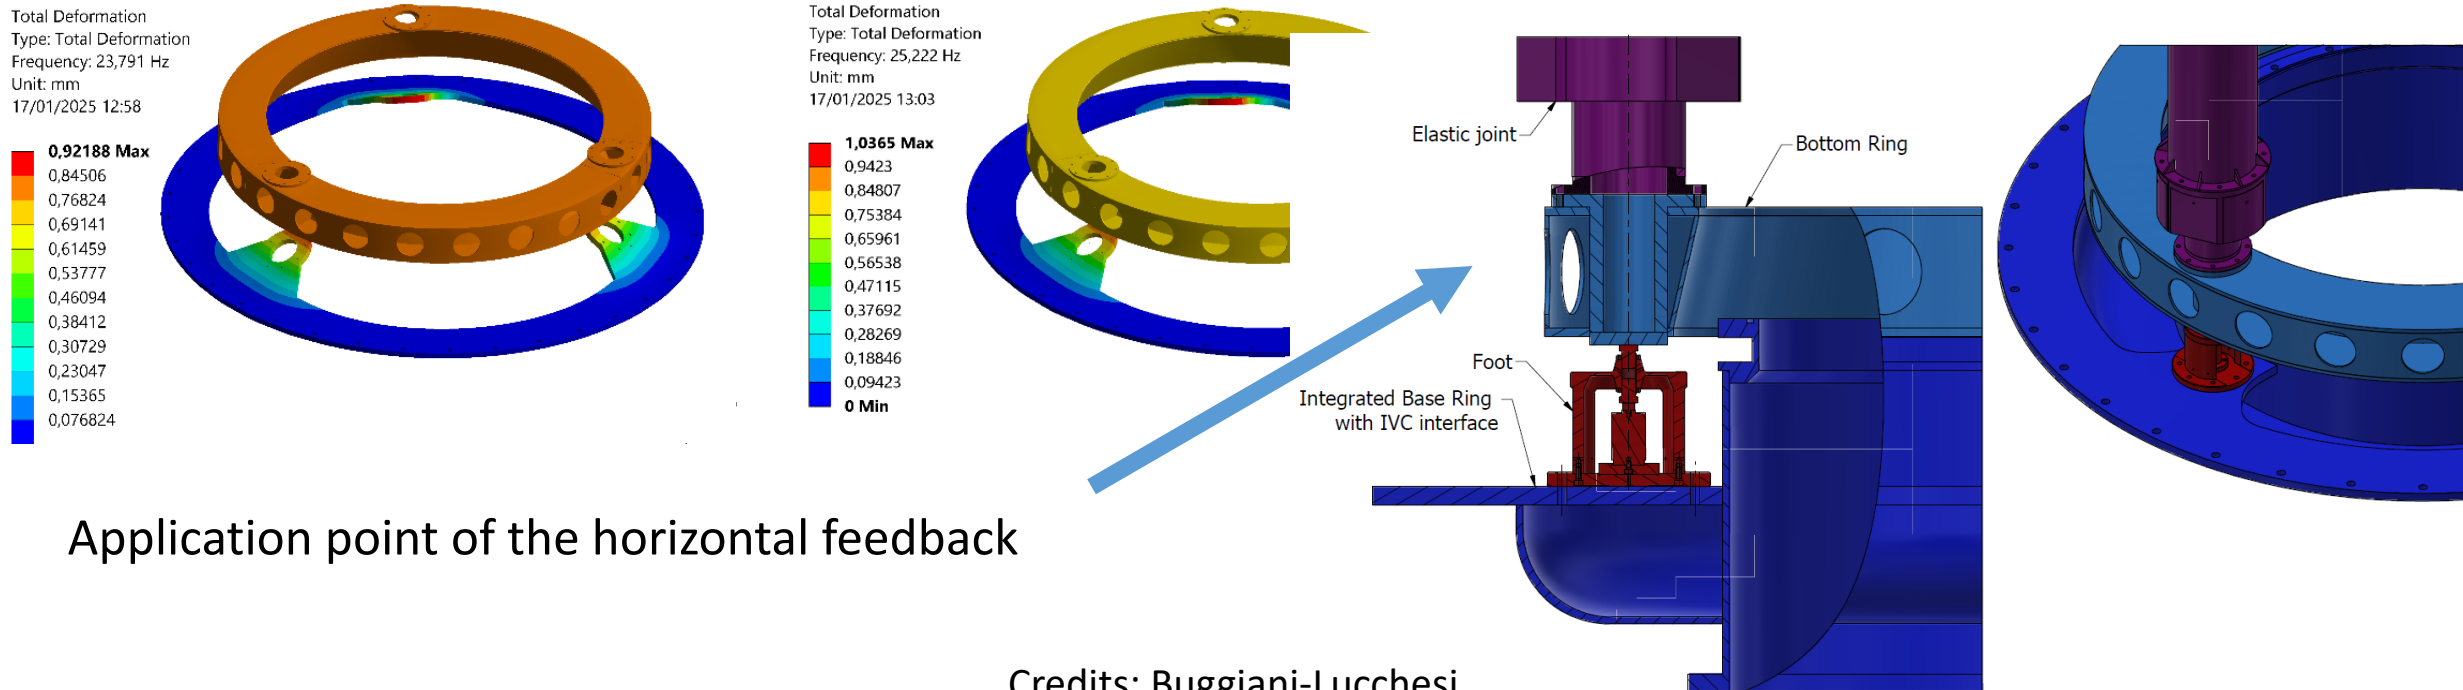 Total Deformation
Type: Total Deformation
Frequency: 23,791 Hz
Unit: mm
17/01/2025 12:58
0,92188 Max
0,84506
0,76824
0,69141
0,61459
0,53777
0,46094
0,38412
0,30729
0,23047
0,15365
0,076824
Total Deformation
Type: Total Deformation
Frequency: 25,222 Hz
Unit: mm
17/01/2025 13:03
1,0365 Max
0,9423
0,84807
0,75384
0,65961
0,56538
0,47115
0,37692
0,28269
0,18846
0,09423
0 Min
Elastic joint
Bottom Ring
Foot
Integrated Base Ring
with IVC interface
Application point of the horizontal feedback
Credits: Buggiani-Lucchesi